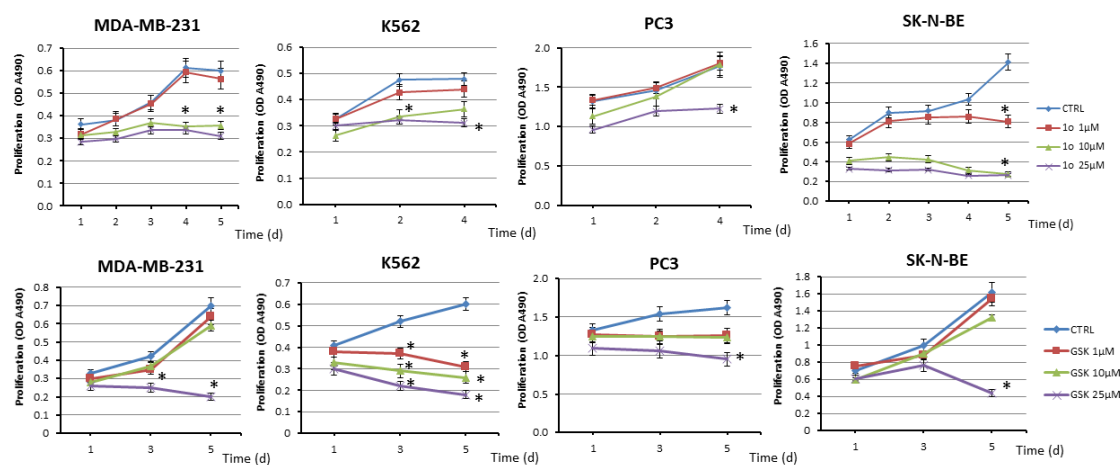 MDA-MB-231
Proliferation (OD A490)
0.7
0.6
0.5
0.4
0.3
0.2
0.1
0
* *
1 2 3 4 5
Time (d)
K562
Proliferation (OD A490)
0.6
0.5
0.4
0.3
0.2
0.1
0.0
*
*
1 2 4
Time (d)
PC3
Proliferation (OD A490)
2.0
1.5
1.0
0.5
0.0
*
1 2 4
Time (d)
SK-N-BE
Proliferation (OD A490)
1.6
1.4
1.2
1.0
0.8
0.6
0.4
0.2
0.0
*
*
1 2 3 4 5
Time (d)
CTRL
1o 1µM
1o 10µM
1o 25µM
MDA-MB-231
Proliferation (OD A490)
0.8
0.7
0.6
0.5
0.4
0.3
0.2
0.1
0
*
*
1 3 5
Time (d)
K562
Proliferation (OD A490)
0.7
0.6
0.5
0.4
0.3
0.2
0.1
0
* *
* *
* *
1 3 5
Time (d)
PC3
Proliferation (OD A490)
2.0
1.5
1.0
0.5
0.0
*
1 3 5
Time (d)
SK-N-BE
Proliferation (OD A490)
1.8
1.6
1.4
1.2
1.0
0.8
0.6
0.4
0.2
0
*
1 3 5
Time (d)
CTRL
GSK 1µM
GSK 10µM
GSK 25µM